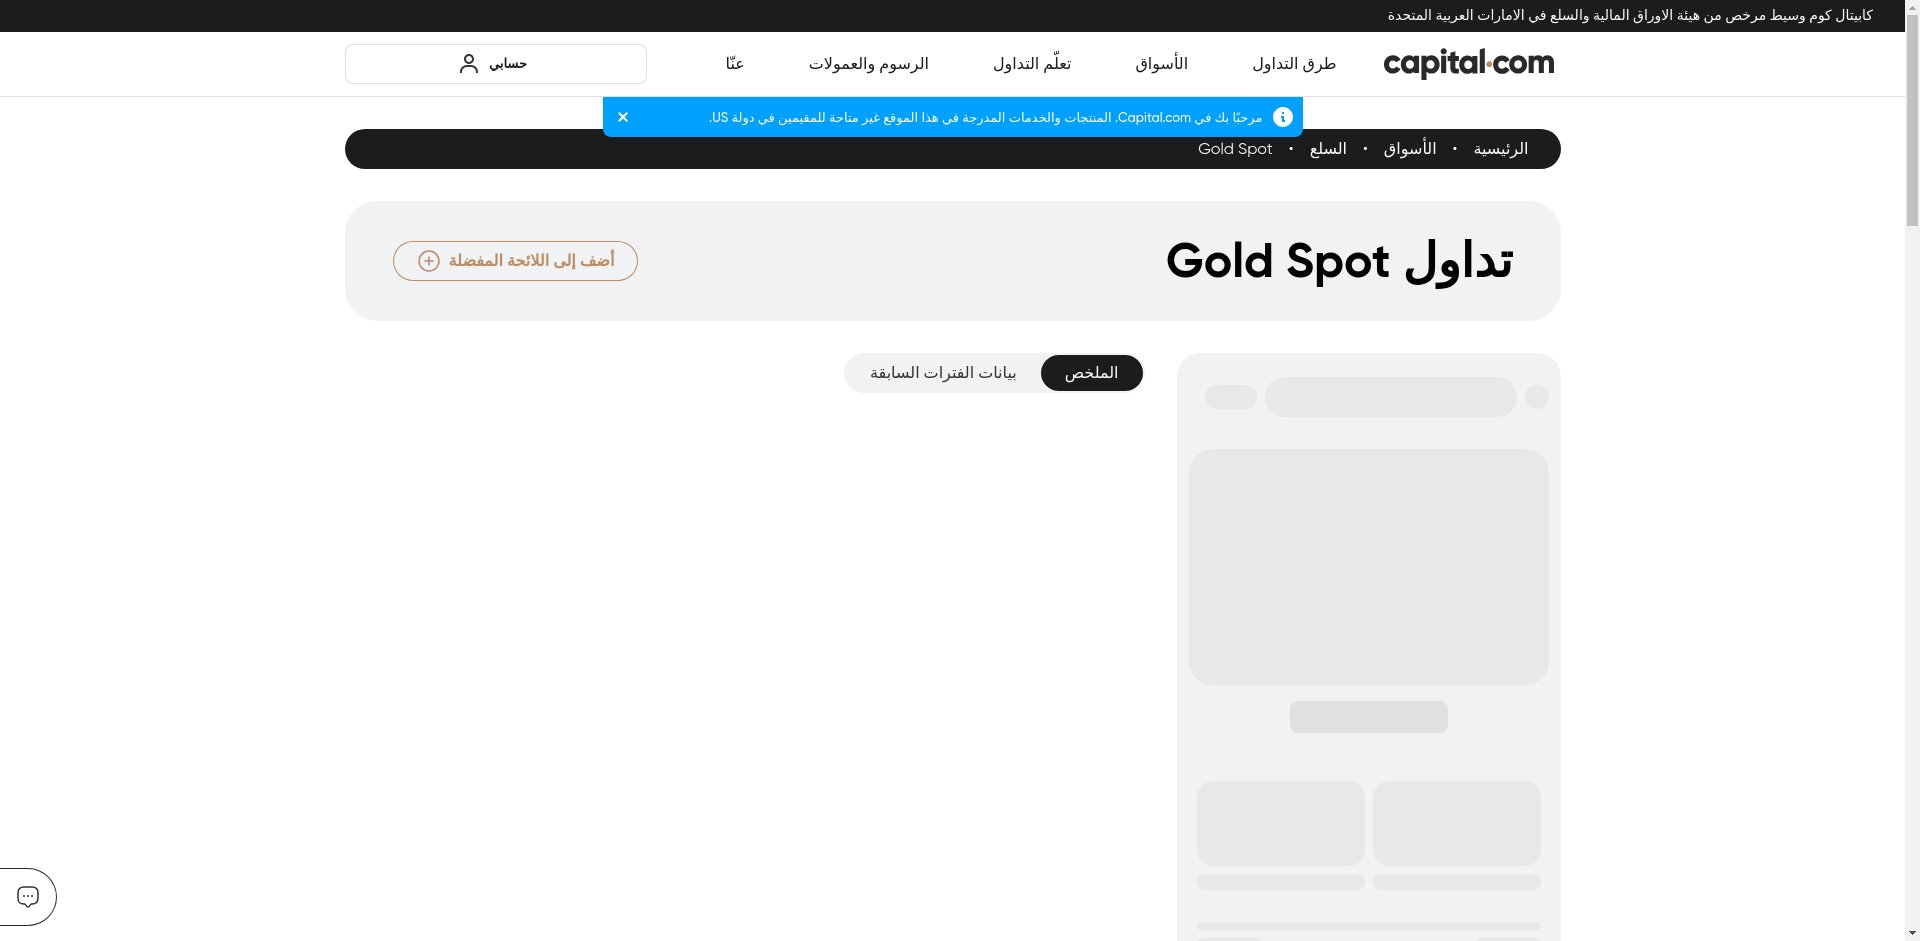 كابيتال كوم وسيط مرخص من هيئة الاوراق المالية والسلع في الامارات العربية المتحدة
capital.com
طرق التداول
الأسواق
تعلّم التداول
الرسوم والعمولات
عنّا
حسابي
مرحبًا بك في Capital.com. المنتجات والخدمات المدرجة في هذا الموقع غير متاحة للمقيمين في دولة US.
الرئيسية • الأسواق • السلع • Gold Spot
تداول Gold Spot
أضف إلى اللائحة المفضلة
الملخص
بيانات الفترات السابقة